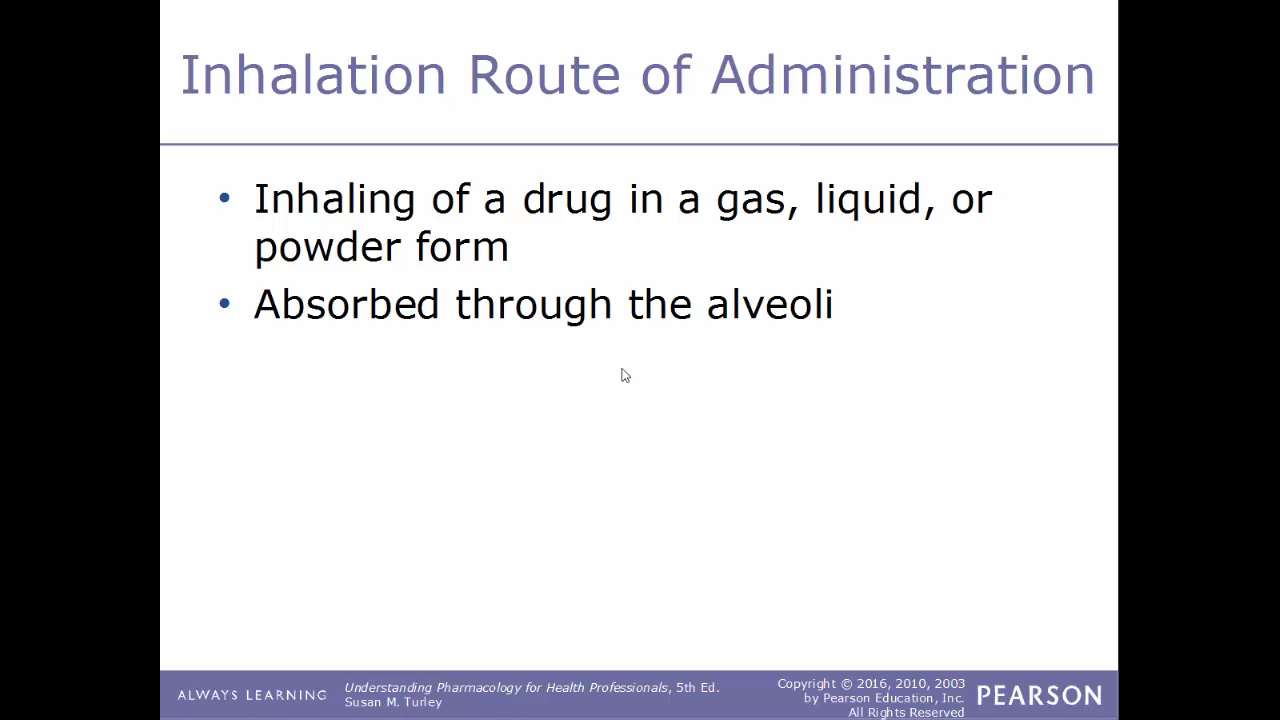 Inhalation Route of Administration
• Inhaling of a drug in a gas, liquid, or
powder form
• Absorbed through the alveoli
ALWAYS LEARNING
Understanding Pharmacology for Health Professionals, 5th Ed.
Susan M. Turley
Copyright © 2016, 2010, 2003
by Pearson Education, Inc.
All Rights Reserved
PEARSON